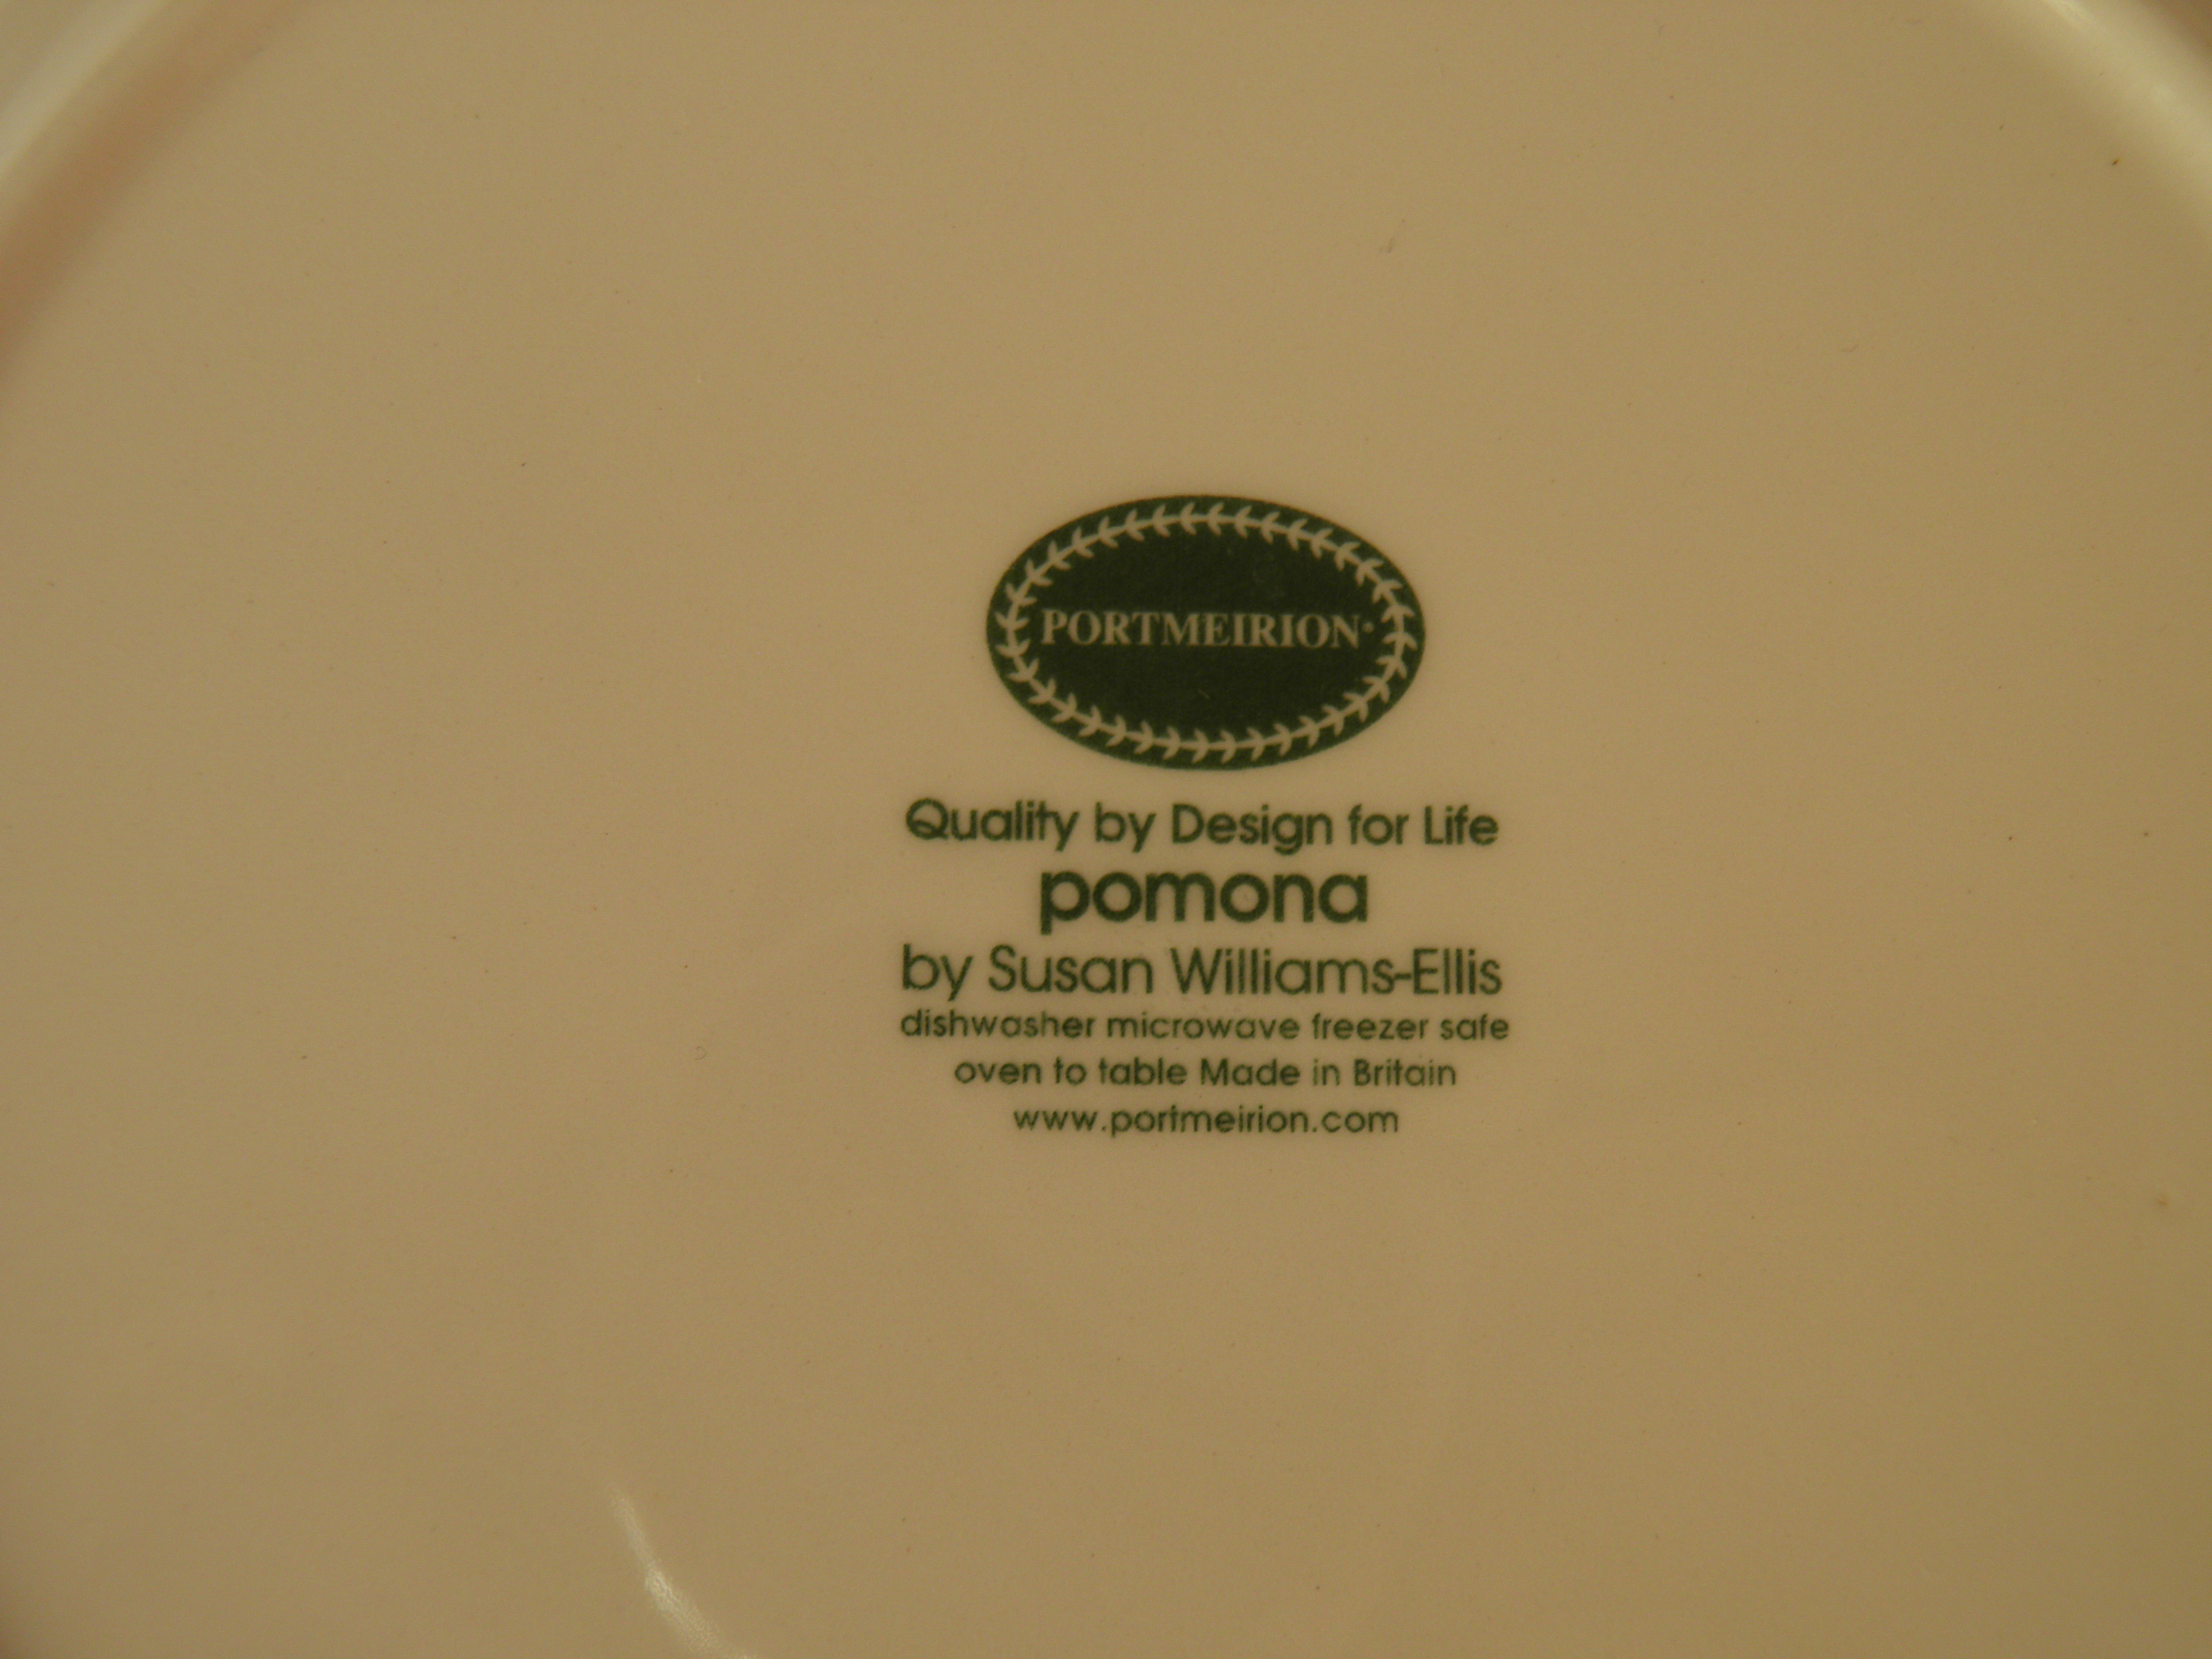 PORTMEIRION
Quality by Design for Life
pomona
by Susan Williams-Ellis
dishwasher microwave freezer safe
oven to table Made in Britain
www.portmeirion.com